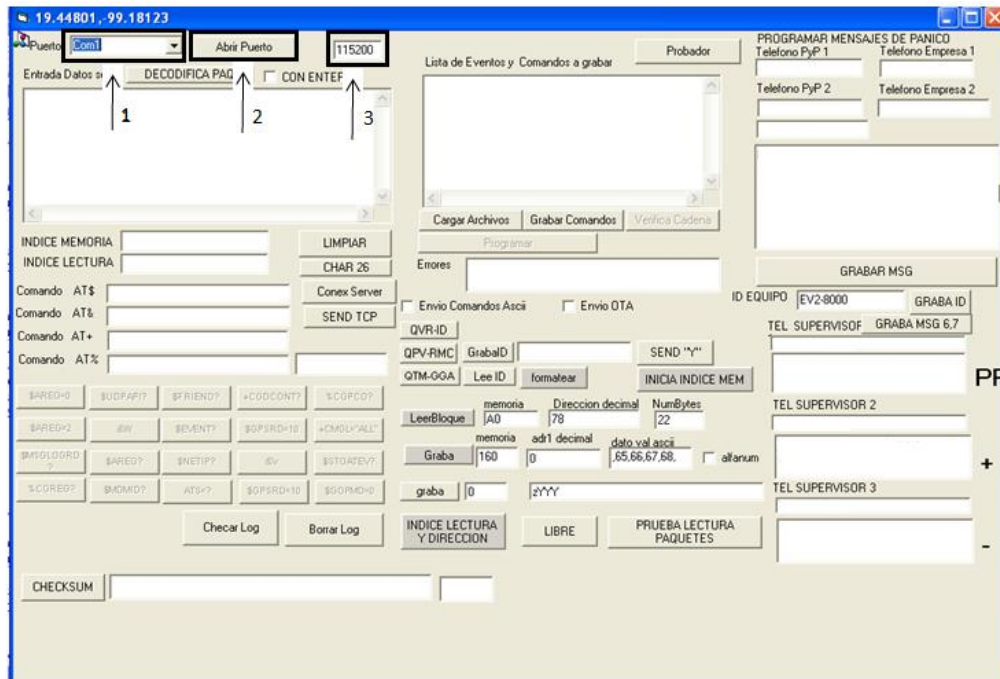 19.44801,-99.18123
Puerto Com1 Abrir Puerto 115200
Entrada Datos se DECODIFICA PAQ CON ENTER
1 2 3
INDICE MEMORIA LIMPIAR
INDICE LECTURA CHAR 26
Comando AT$ Conex Server
Comando AT& SEND TCP
Comando AT+
Comando AT%
$AREG=0 $UDPAPI? $FRIEND? +CODCONT? %COPCO?
$AREG=2 &W $EVENT? $GPSRD=10 +CMGL="ALL"
$MSGLOGRD? $AREG? $NETIP? &V $STOATEV?
%CGREG? $MDMID? ATS=? $GPSRD=10 $GOPMD=0
Checar Log Borrar Log
CHECKSUM
Lista de Eventos y Comandos a grabar Probador
Cargar Archivos Grabar Comandos Verifica Cadena
Programar
Errores
Envio Comandos Ascii Envio OTA
QVR-ID
QPV-RMC GrabaID SEND "Y"
QTM-GGA Lee ID formatear INICIA INDICE MEM
memoria Direccion decimal NumBytes
LeerBloque A0 78 22
memoria adr1 decimal dato val ascii
Graba 160 0 ,65,66,67,68, alfanum
graba 0 zYYY
INDICE LECTURA
Y DIRECCION
LIBRE
PRUEBA LECTURA
PAQUETES
PROGRAMAR MENSAJES DE PANICO
Telefono PyP 1 Telefono Empresa 1
Telefono PyP 2 Telefono Empresa 2
GRABAR MSG
ID EQUIPO EV2-8000 GRABA ID
TEL SUPERVISOF GRABA MSG 6,7
PF
TEL SUPERVISOR 2
+
TEL SUPERVISOR 3
-